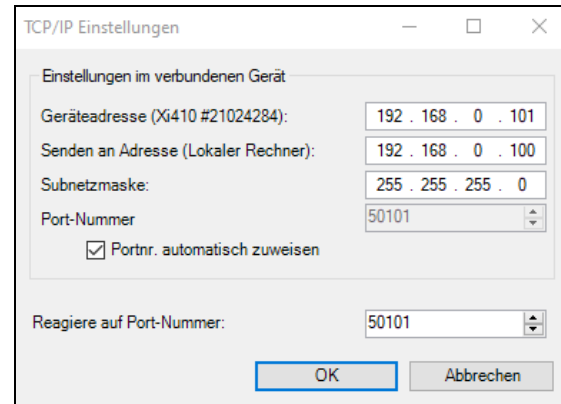 TCP/IP Einstellungen
Einstellungen im verbundenen Gerät
Geräteadresse (Xi410 #21024284): 192 . 168 . 0 . 101
Senden an Adresse (Lokaler Rechner): 192 . 168 . 0 . 100
Subnetzmaske: 255 . 255 . 255 . 0
Port-Nummer 50101
Portnr. automatisch zuweisen
Reagiere auf Port-Nummer: 50101
OK Abbrechen